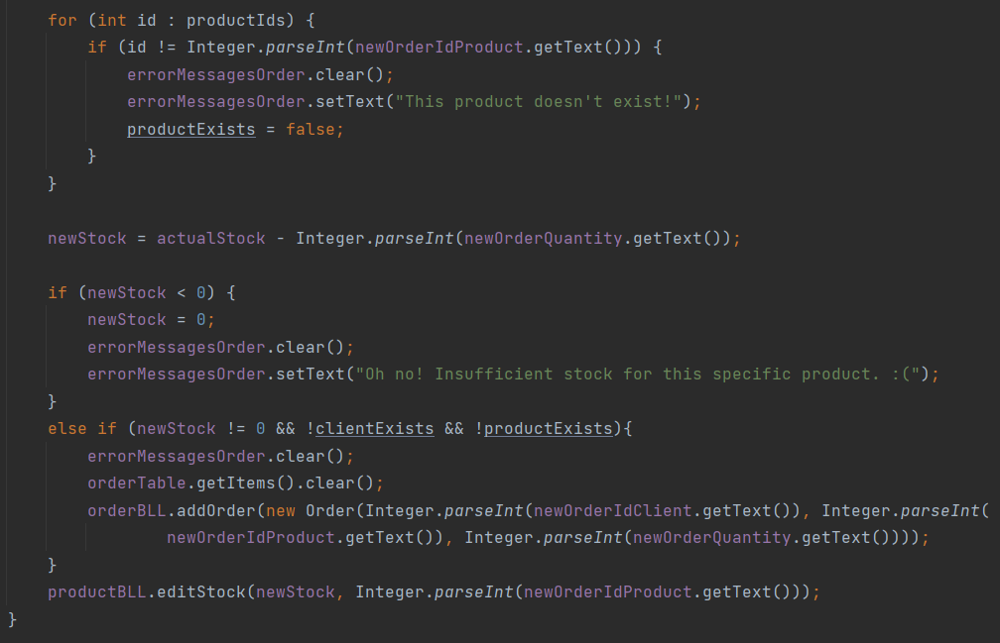 for (int id : productIds) {
if (id != Integer.parseInt(newOrderIdProduct.getText())) {
errorMessagesOrder.clear();
errorMessagesOrder.setText("This product doesn't exist!");
productExists = false;
}
}
newStock = actualStock - Integer.parseInt(newOrderQuantity.getText());
if (newStock < 0) {
newStock = 0;
errorMessagesOrder.clear();
errorMessagesOrder.setText("Oh no! Insufficient stock for this specific product. :(");
}
else if (newStock != 0 && !clientExists && !productExists){
errorMessagesOrder.clear();
orderTable.getItems().clear();
orderBLL.addOrder(new Order(Integer.parseInt(newOrderIdClient.getText()), Integer.parseInt(
newOrderIdProduct.getText()), Integer.parseInt(newOrderQuantity.getText())));
}
productBLL.editStock(newStock, Integer.parseInt(newOrderIdProduct.getText()));
}